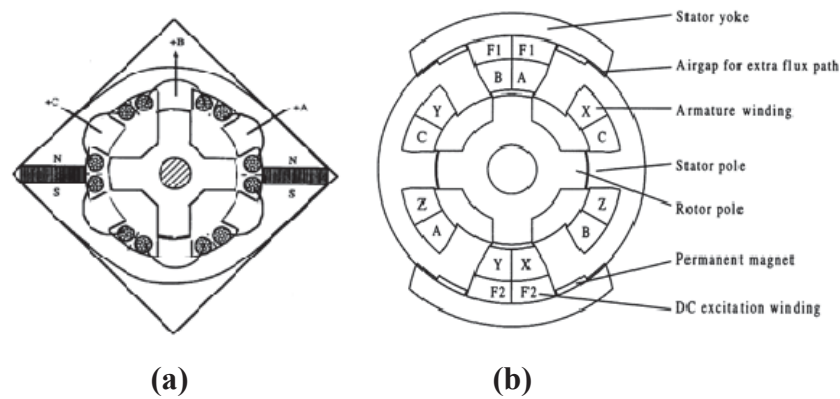 +B
+C
+A
N
S
N
S
(a)
F1 F1
B A
Y
C
X
C
Z
A
Z
B
Y X
F2 F2
Stator yoke
Airgap for extra flux path
Armature winding
Stator pole
Rotor pole
Permanent magnet
DC excitation winding
(b)